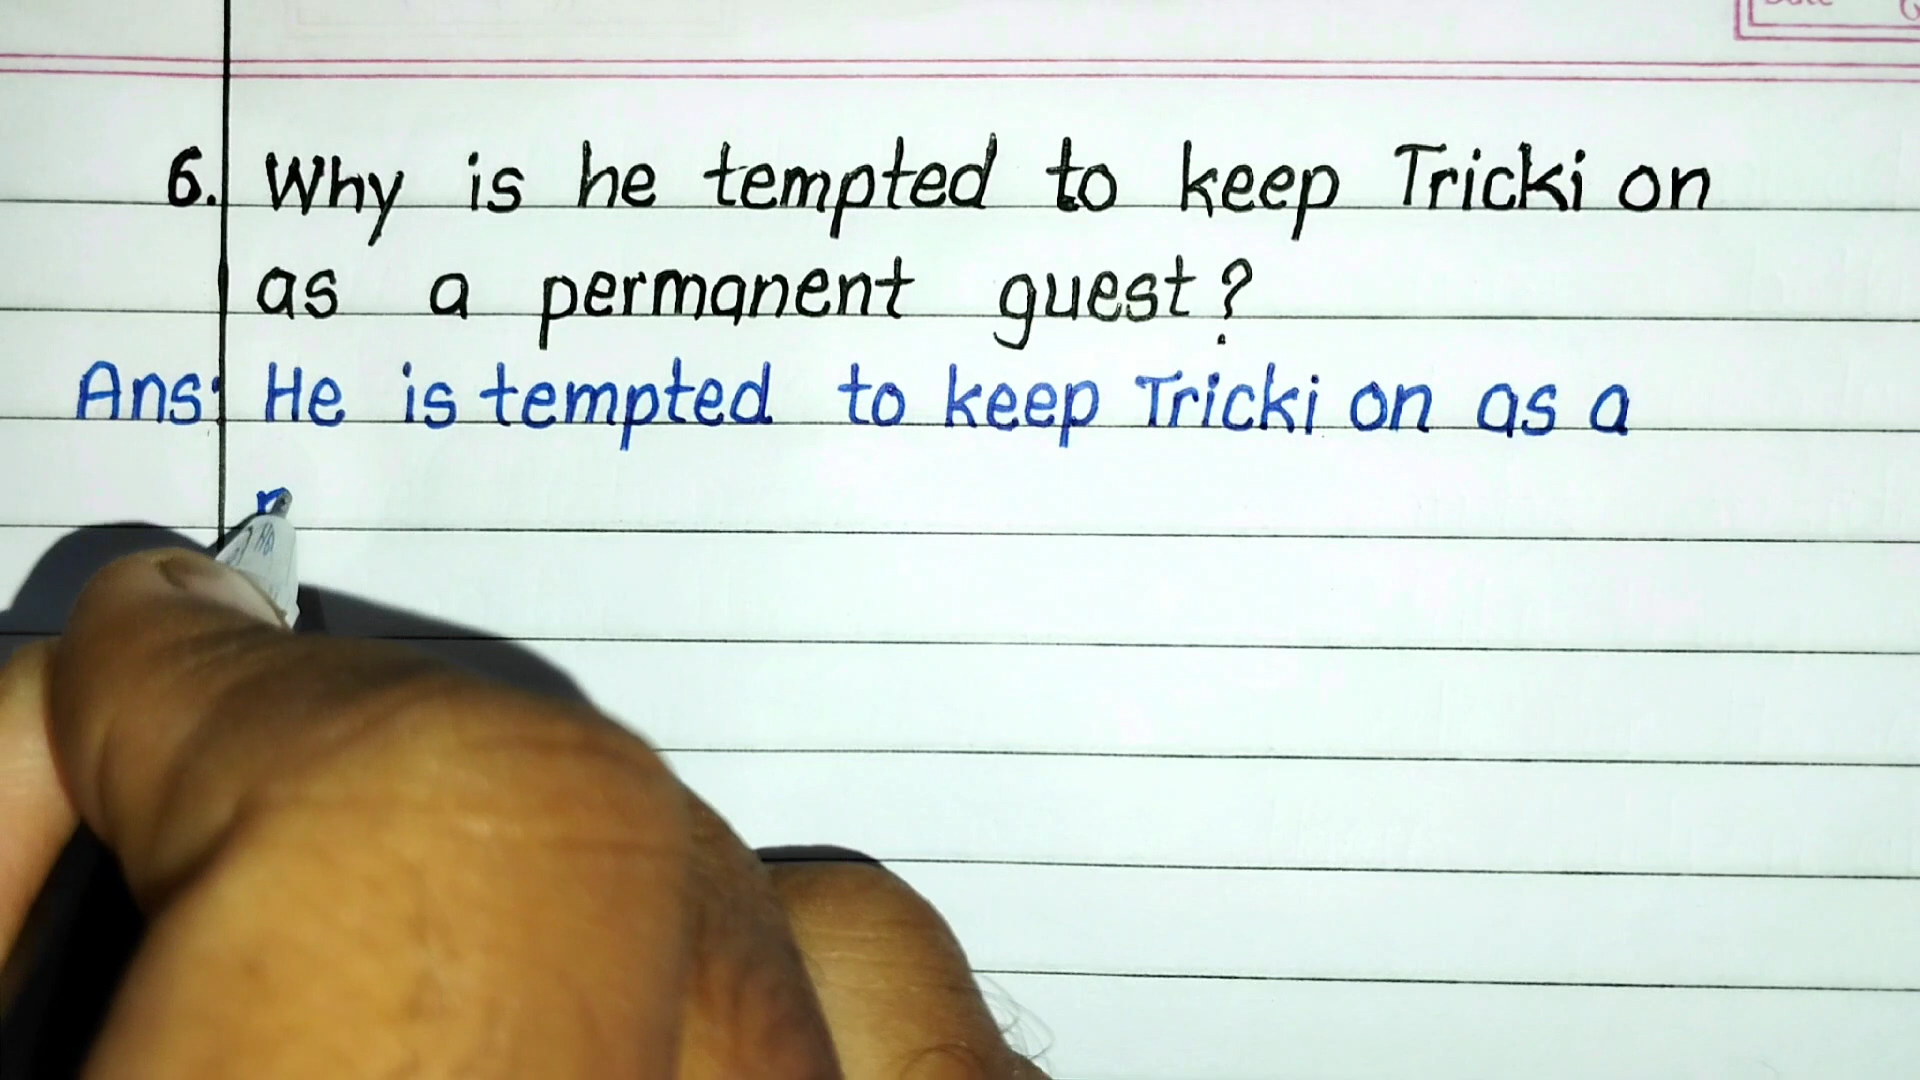 6. Why is he tempted to keep Tricki on
as a permanent guest?
Ans: He is tempted to keep Tricki on as a